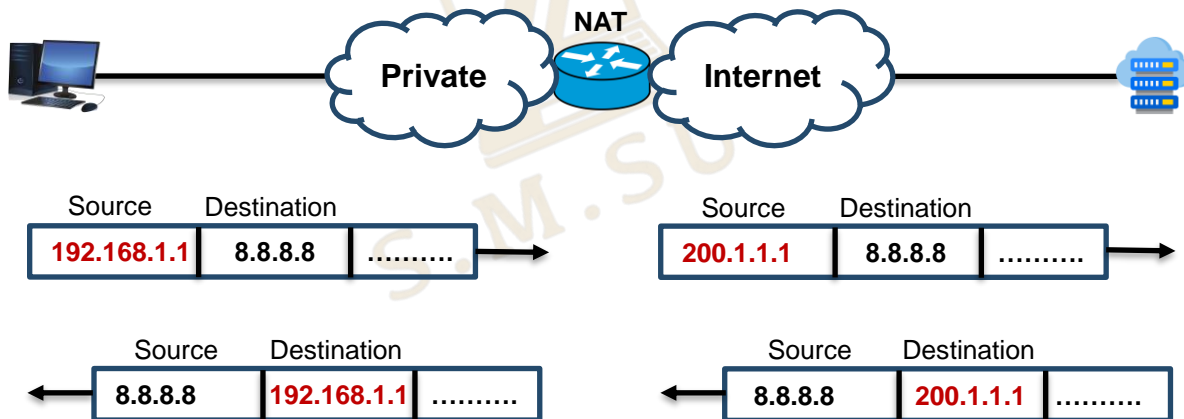 NAT
Private
Internet
Source Destination
192.168.1.1 8.8.8.8 ..........
Source Destination
200.1.1.1 8.8.8.8 ..........
Source Destination
8.8.8.8 192.168.1.1 ..........
Source Destination
8.8.8.8 200.1.1.1 ..........
S.M.SU